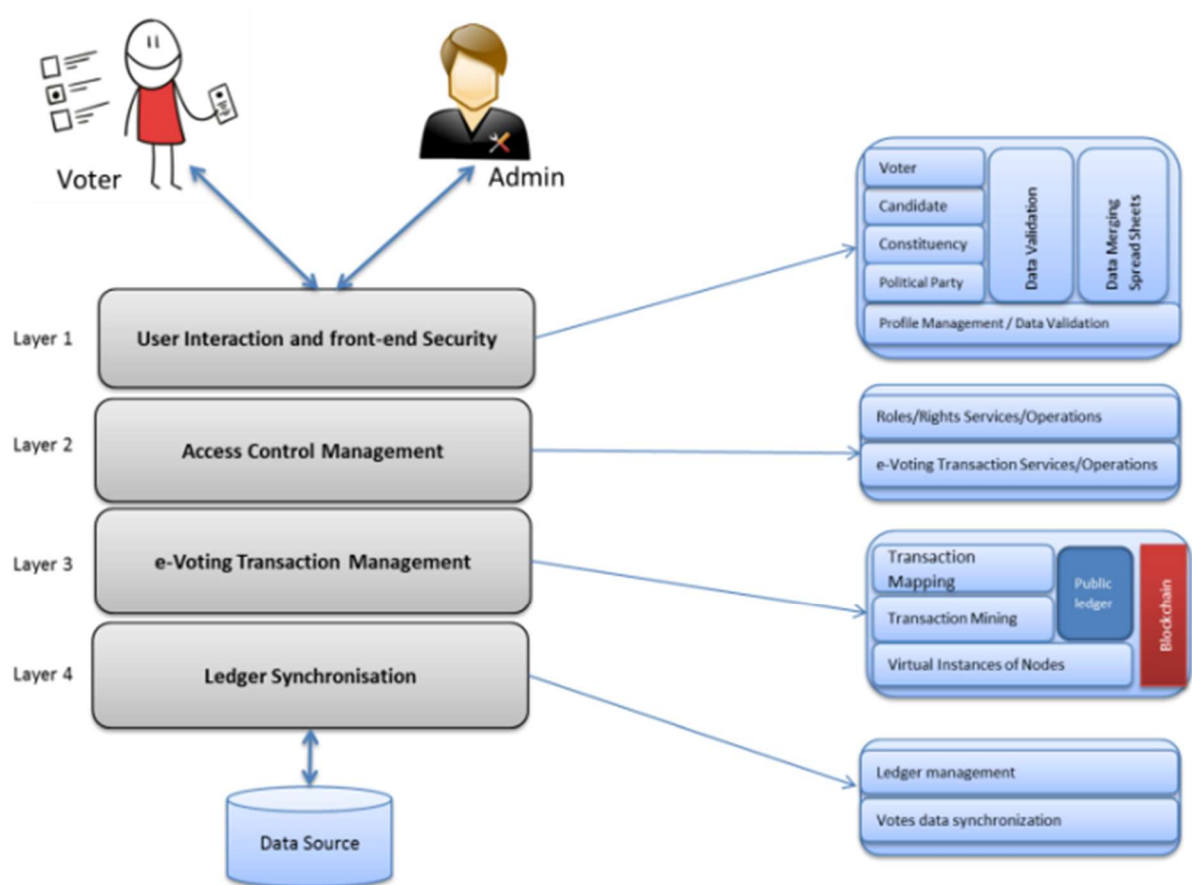 Voter
Admin
Layer 1
User Interaction and front-end Security
Layer 2
Access Control Management
Layer 3
e-Voting Transaction Management
Layer 4
Ledger Synchronisation
Data Source
Voter
Candidate
Constituency
Political Party
Data Validation
Data Merging
Spread Sheets
Profile Management / Data Validation
Roles/Rights Services/Operations
e-Voting Transaction Services/Operations
Transaction
Mapping
Transaction Mining
Virtual Instances of Nodes
Public
ledger
Blockchain
Ledger management
Votes data synchronization